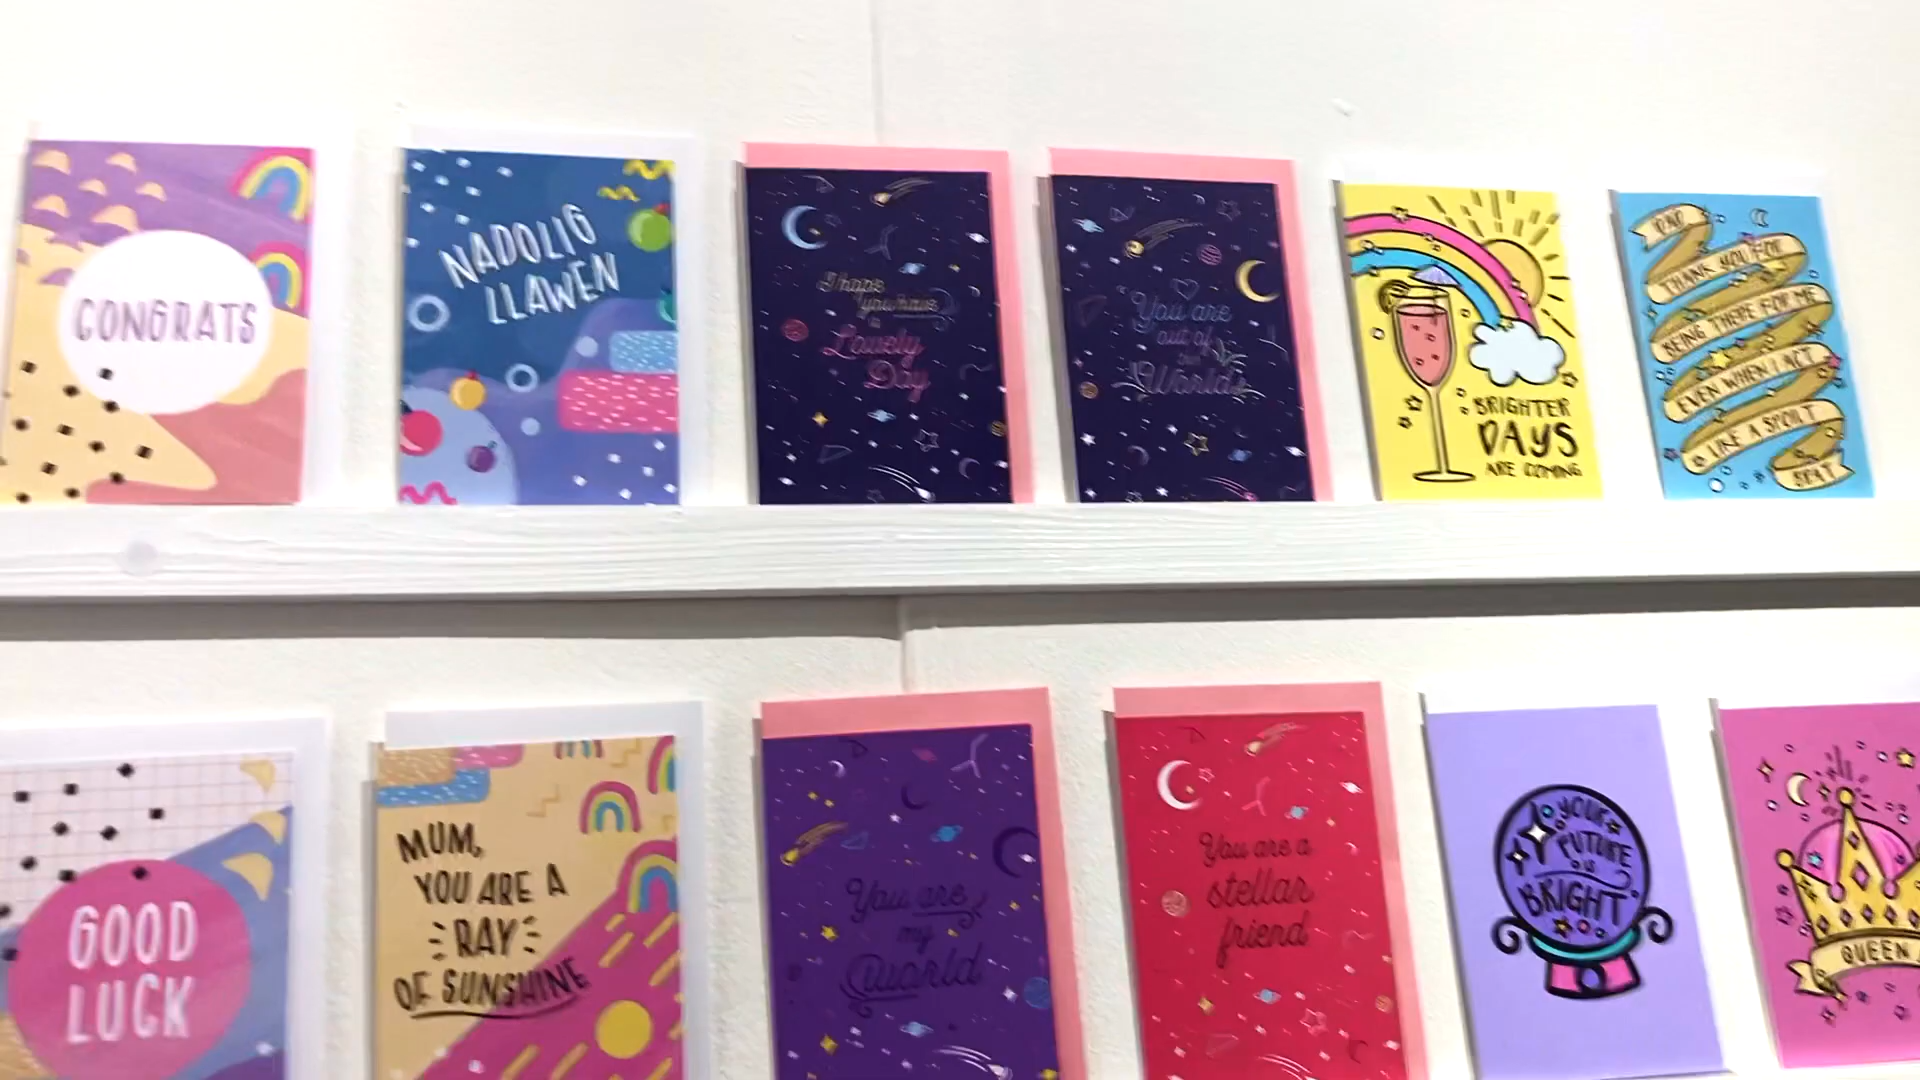 CONGRATS
NADOLIG
LLAWEN
I hope
you have
a
Lovely
Day
You are
out of
this
World
BRIGHTER
DAYS
ARE COMING
DAD
THANK YOU FOR
BEING THERE FOR ME
EVEN WHEN I ACT
LIKE A SPOILT
BRAT
GOOD
LUCK
MUM,
YOU ARE A
RAY
OF SUNSHINE
You are
my
World
You are a
stellar
friend
YOUR
FUTURE
IS
BRIGHT
QUEEN